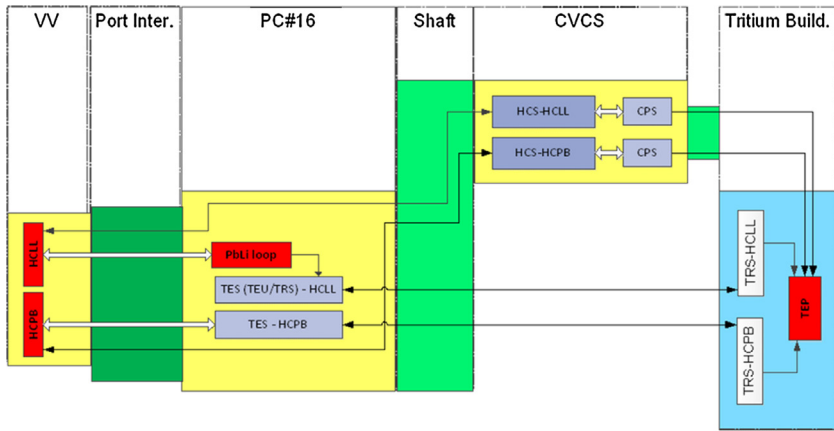 VV
Port Inter.
PC#16
Shaft
CVCS
Tritium Build.
HCS-HCLL
CPS
HCS-HCPB
CPS
HCLL
PbLi loop
TES (TEU/TRS) - HCLL
TRS-HCLL
HCPB
TES - HCPB
TRS-HCPB
TEP